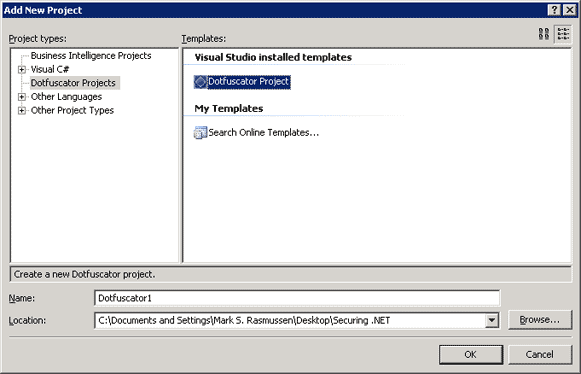 Add New Project
Project types:
Templates:
Business Intelligence Projects
Visual C#
Dotfuscator Projects
Other Languages
Other Project Types
Visual Studio installed templates
Dotfuscator Project
My Templates
Search Online Templates...
Create a new Dotfuscator project.
Name:
Dotfuscator1
Location:
C:\Documents and Settings\Mark S. Rasmussen\Desktop\Securing .NET
Browse...
OK
Cancel